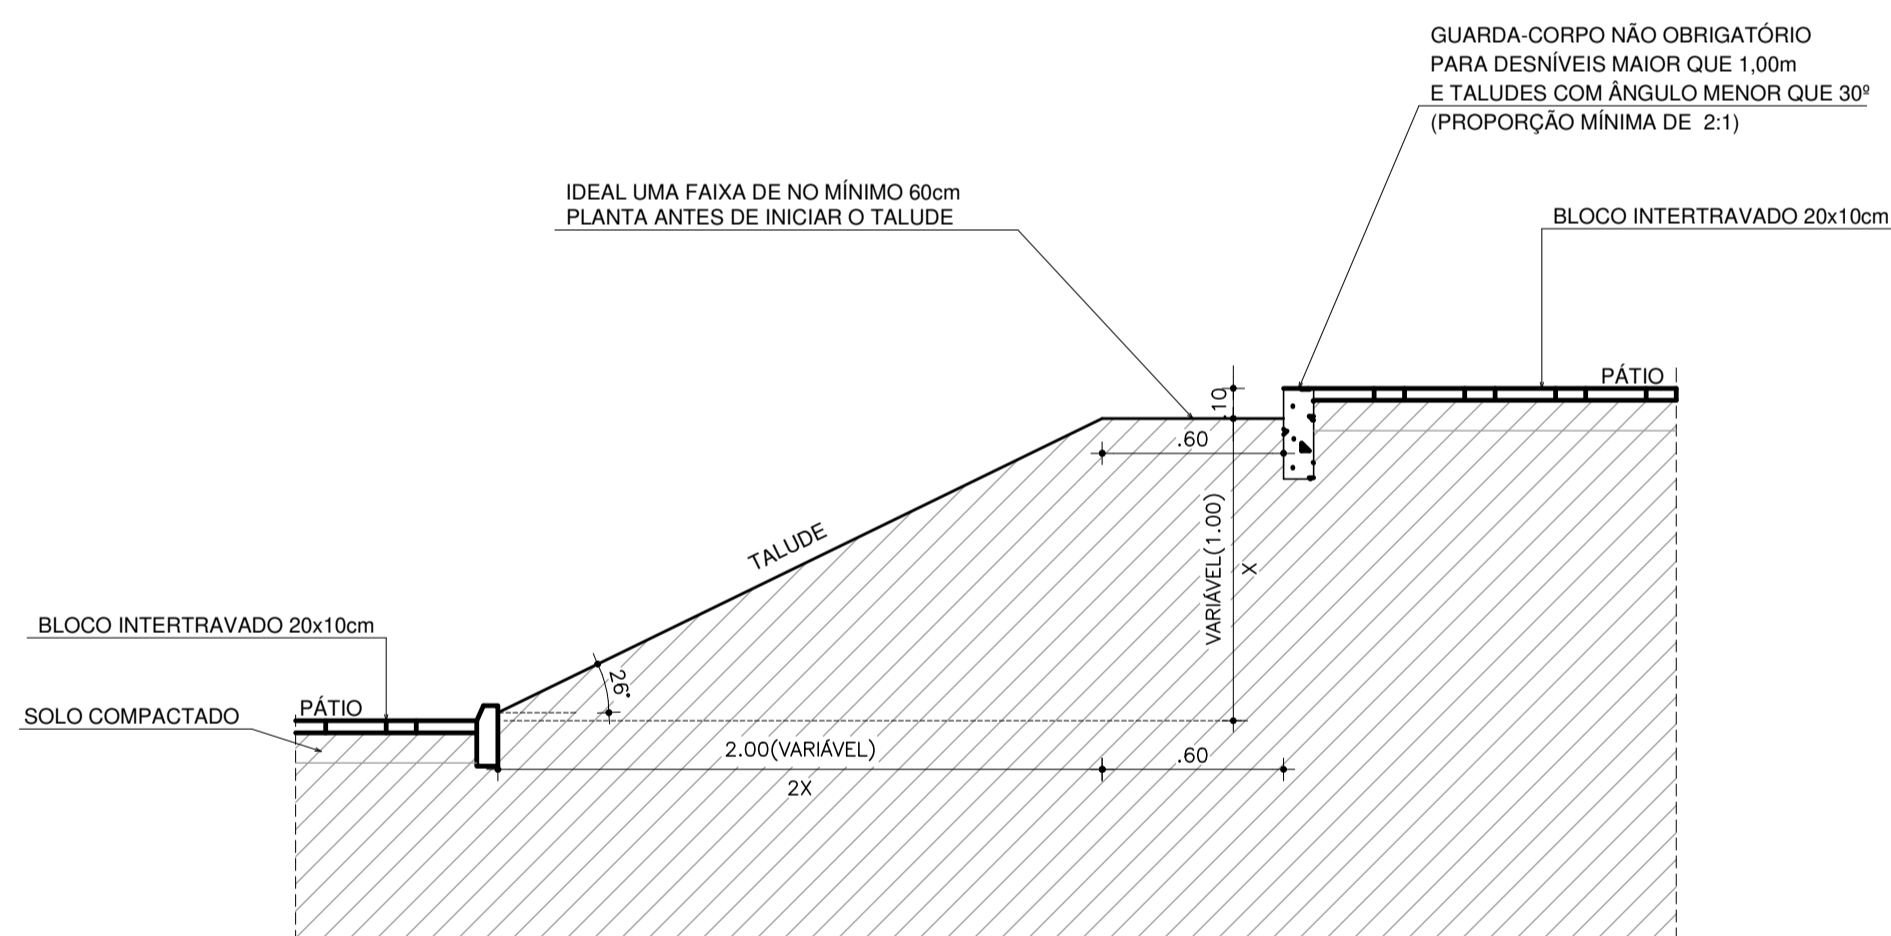 GUARDA-CORPO NÃO OBRIGATÓRIO
PARA DESNÍVEIS MAIOR QUE 1,00m
E TALUDES COM ÂNGULO MENOR QUE 30º
(PROPORÇÃO MÍNIMA DE 2:1)
IDEAL UMA FAIXA DE NO MÍNIMO 60cm
PLANTA ANTES DE INICIAR O TALUDE
BLOCO INTERTRAVADO 20x10cm
PÁTIO
.10
.60
VARIÁVEL(1.00)
X
TALUDE
26°
BLOCO INTERTRAVADO 20x10cm
PÁTIO
SOLO COMPACTADO
2.00(VARIÁVEL)
.60
2X